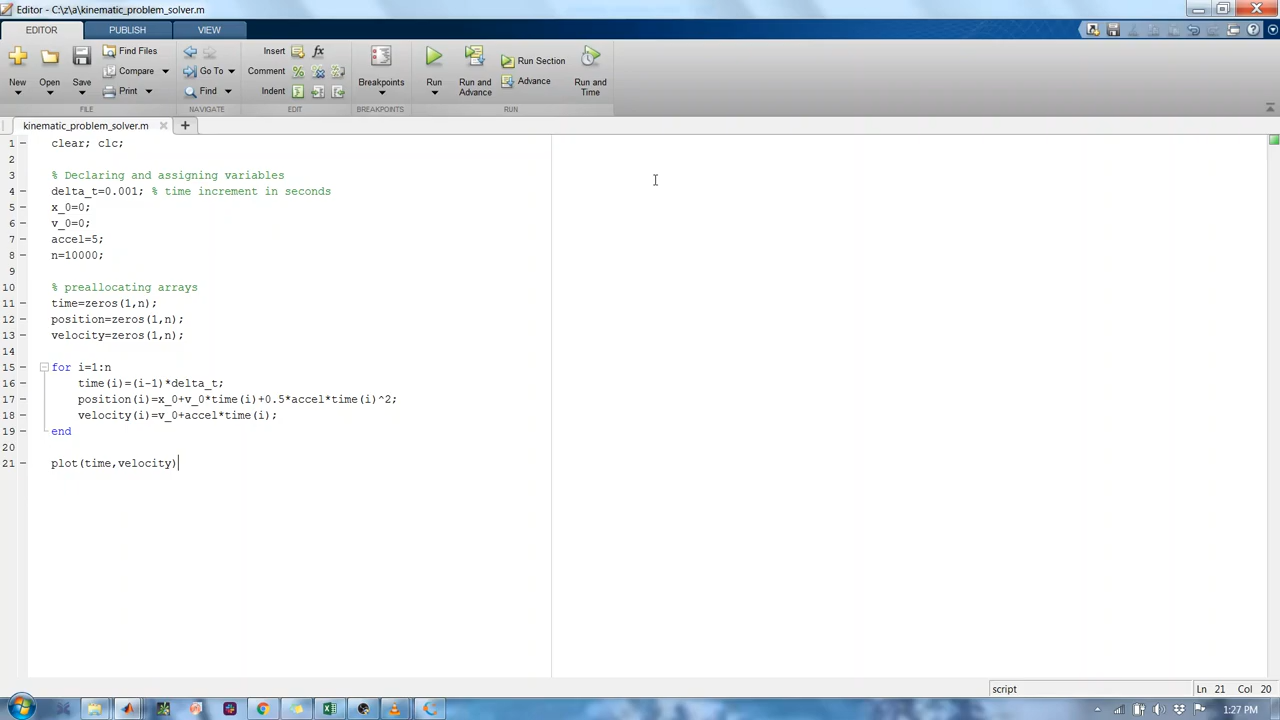 Editor - C:\z\a\kinematic_problem_solver.m
EDITOR PUBLISH VIEW
New Open Save
Find Files
Compare
Print
FILE
Go To
Find
NAVIGATE
Insert fx
Comment
Indent
EDIT
Breakpoints
BREAKPOINTS
Run
Run and Advance
Run Section
Advance
Run and Time
RUN
kinematic_problem_solver.m
1 clear; clc;
2
3 % Declaring and assigning variables
4 delta_t=0.001; % time increment in seconds
5 x_0=0;
6 v_0=0;
7 accel=5;
8 n=10000;
9
10 % preallocating arrays
11 time=zeros(1,n);
12 position=zeros(1,n);
13 velocity=zeros(1,n);
14
15 for i=1:n
16 time(i)=(i-1)*delta_t;
17 position(i)=x_0+v_0*time(i)+0.5*accel*time(i)^2;
18 velocity(i)=v_0+accel*time(i);
19 end
20
21 plot(time,velocity)
script Ln 21 Col 20
1:27 PM